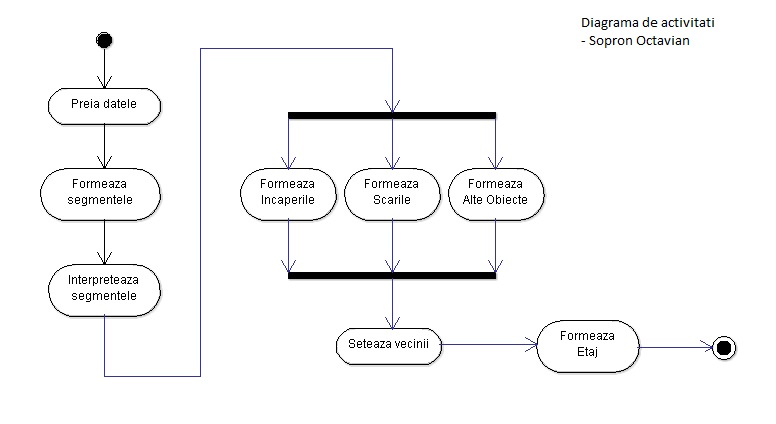 Diagrama de activitati
- Sopron Octavian
Preia datele
Formeaza
segmentele
Interpreteaza
segmentele
Formeaza
Incaperile
Formeaza
Scarile
Formeaza
Alte Obiecte
Seteaza vecinii
Formeaza
Etaj